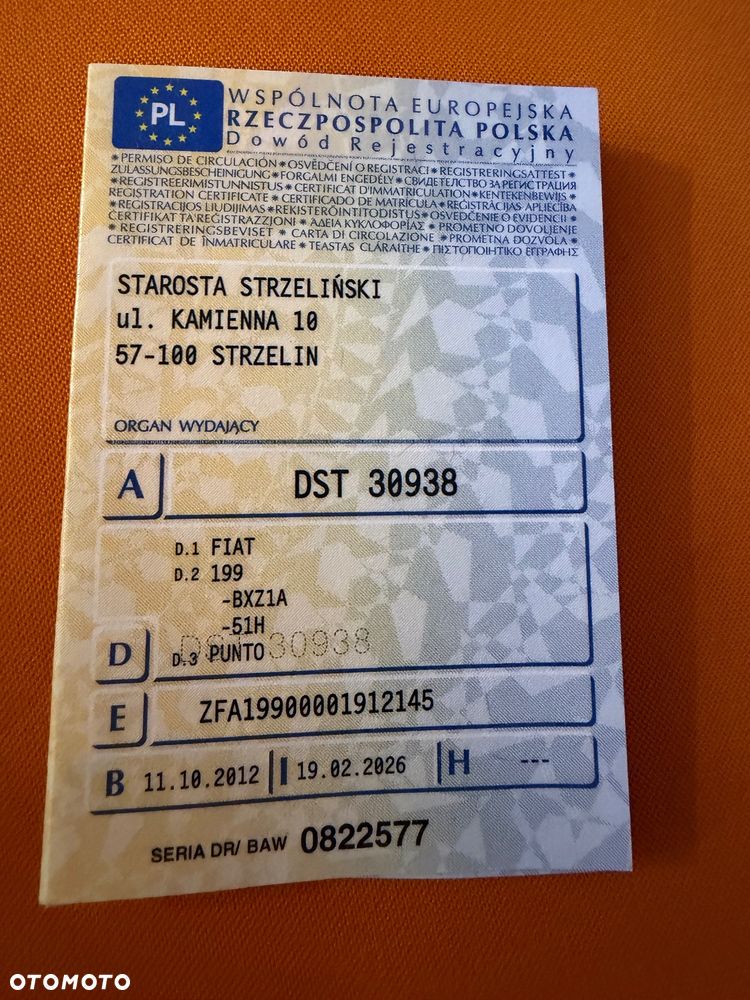 PL
WSPÓLNOTA EUROPEJSKA
RZECZPOSPOLITA POLSKA
Dowód Rejestracyjny
* PERMISO DE CIRCULACIÓN * OSVĚDČENÍ O REGISTRACI * REGISTRERINGSATTEST *
ZULASSUNGSBESCHEINIGUNG * FORGALMI ENGEDÉLY * СВИДЕТЕЛСТВО ЗА РЕГИСТРАЦИЯ
* REGISTREERIMISTUNNISTUS * CERTIFICAT D'IMMATRICULATION * KENTEKENBEWIJS *
REGISTRATION CERTIFICATE * CERTIFICADO DE MATRÍCULA * REĢISTRĀCIJAS APLIECĪBA
* REGISTRACIJOS LIUDIJIMAS * REKISTERÖINTITODISTUS * OSVEDČENIE O EVIDENCII *
CERTIFIKAT TA' REĠISTRAZZJONI * ΑΔΕΙΑ ΚΥΚΛΟΦΟΡΙΑΣ * PROMETNO DOVOLJENJE
* REGISTRERINGSBEVISET * CARTA DI CIRCOLAZIONE * PROMETNA DOZVOLA *
CERTIFICAT DE ÎNMATRICULARE * TEASTAS CLÁRAITHE * ΠΙΣΤΟΠΟΙΗΤΙΚΟ ΕΓΓΡΑΦΗΣ
STAROSTA STRZELIŃSKI
ul. KAMIENNA 10
57-100 STRZELIN
ORGAN WYDAJĄCY
A DST 30938
D.1 FIAT
D.2 199
-BXZ1A
-51H
DST 30938
D D.3 PUNTO
E ZFA19900001912145
B 11.10.2012 I 19.02.2026 H ---
SERIA DR/ BAW 0822577
OTOMOTO